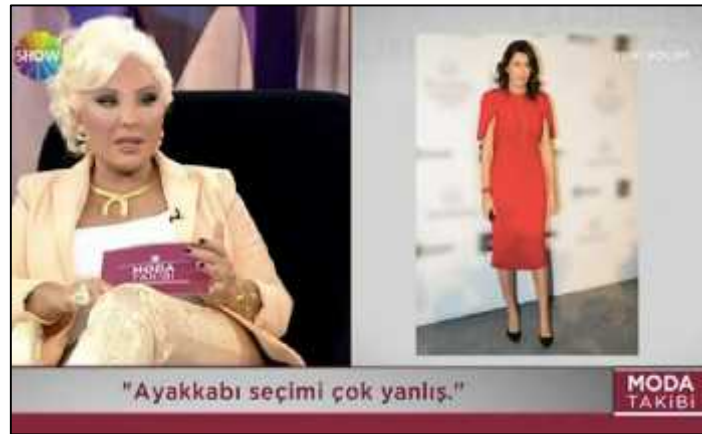 SHOW
MODA
TAKİBİ
"Ayakkabı seçimi çok yanlış."
MODA
TAKİBİ